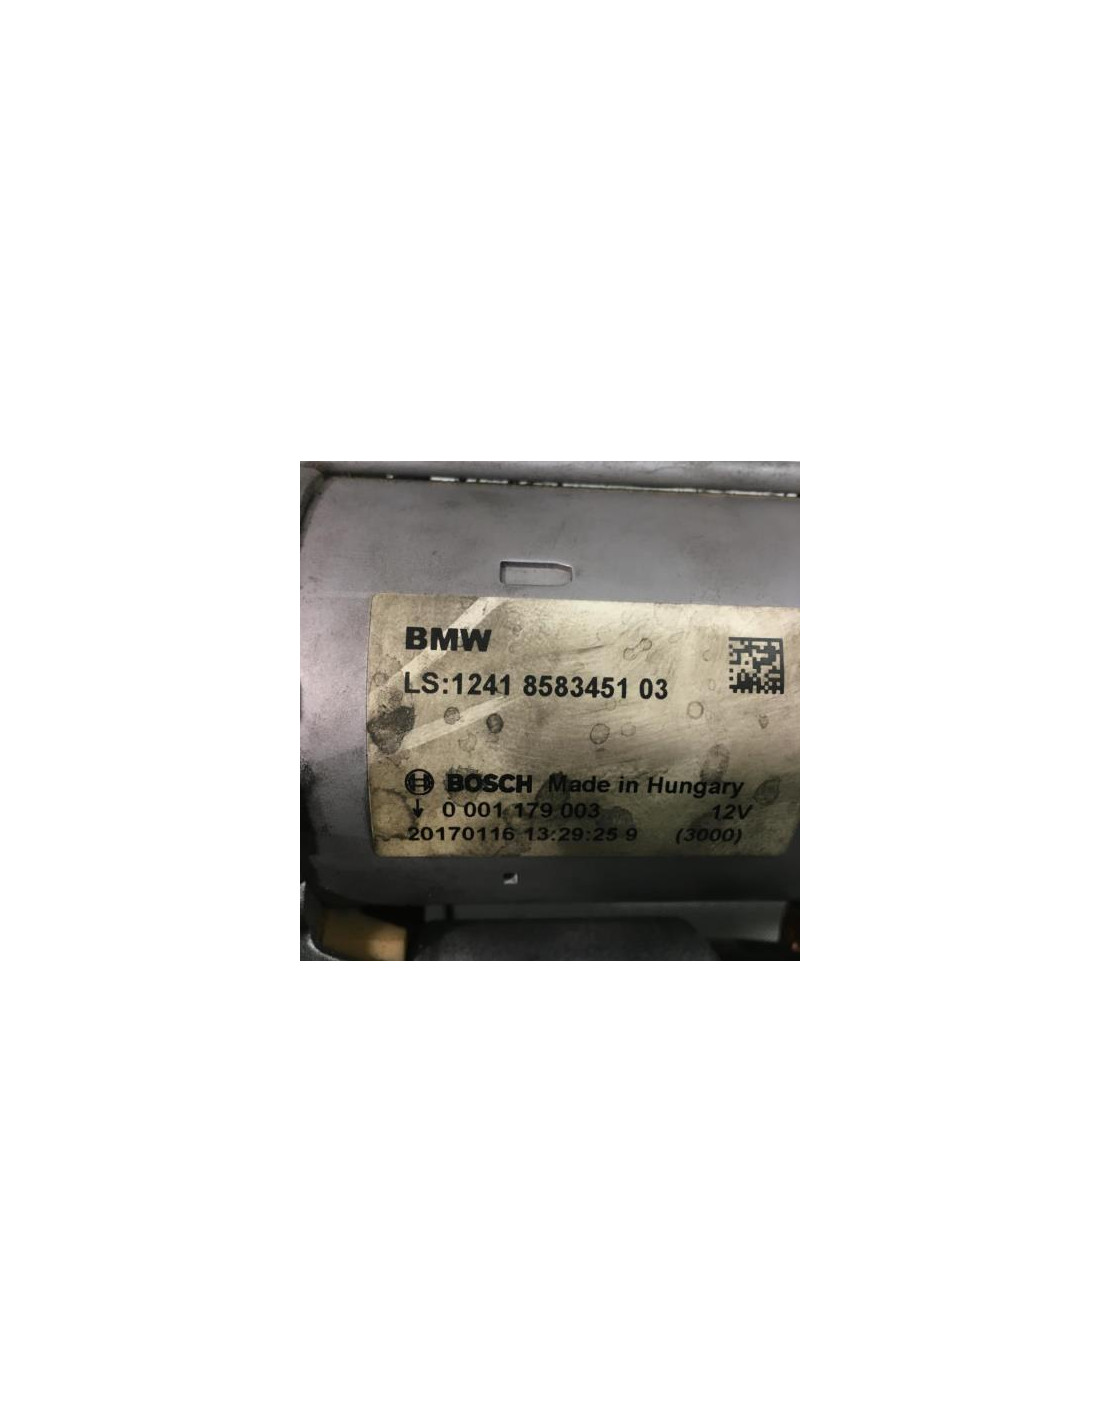 BMW
LS:1241 8583451 03
BOSCH Made in Hungary
0 001 179 003 12V
20170116 13:29:25 9 (3000)